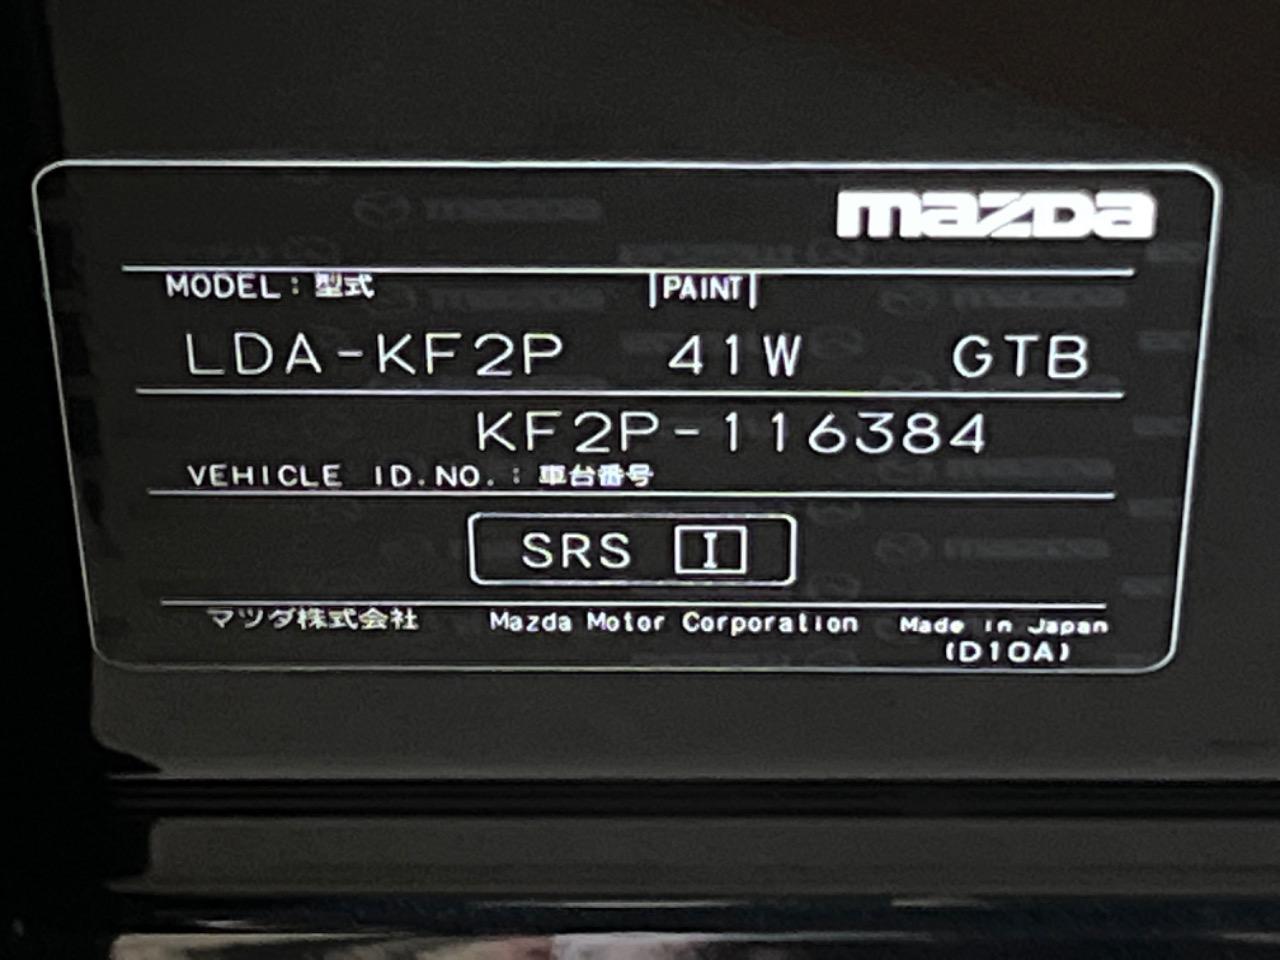 mazda
MODEL : 型式 PAINT
LDA-KF2P 41W GTB
KF2P-116384
VEHICLE ID.NO. : 車台番号
SRS I
マツダ株式会社 Mazda Motor Corporation Made in Japan
(D10A)